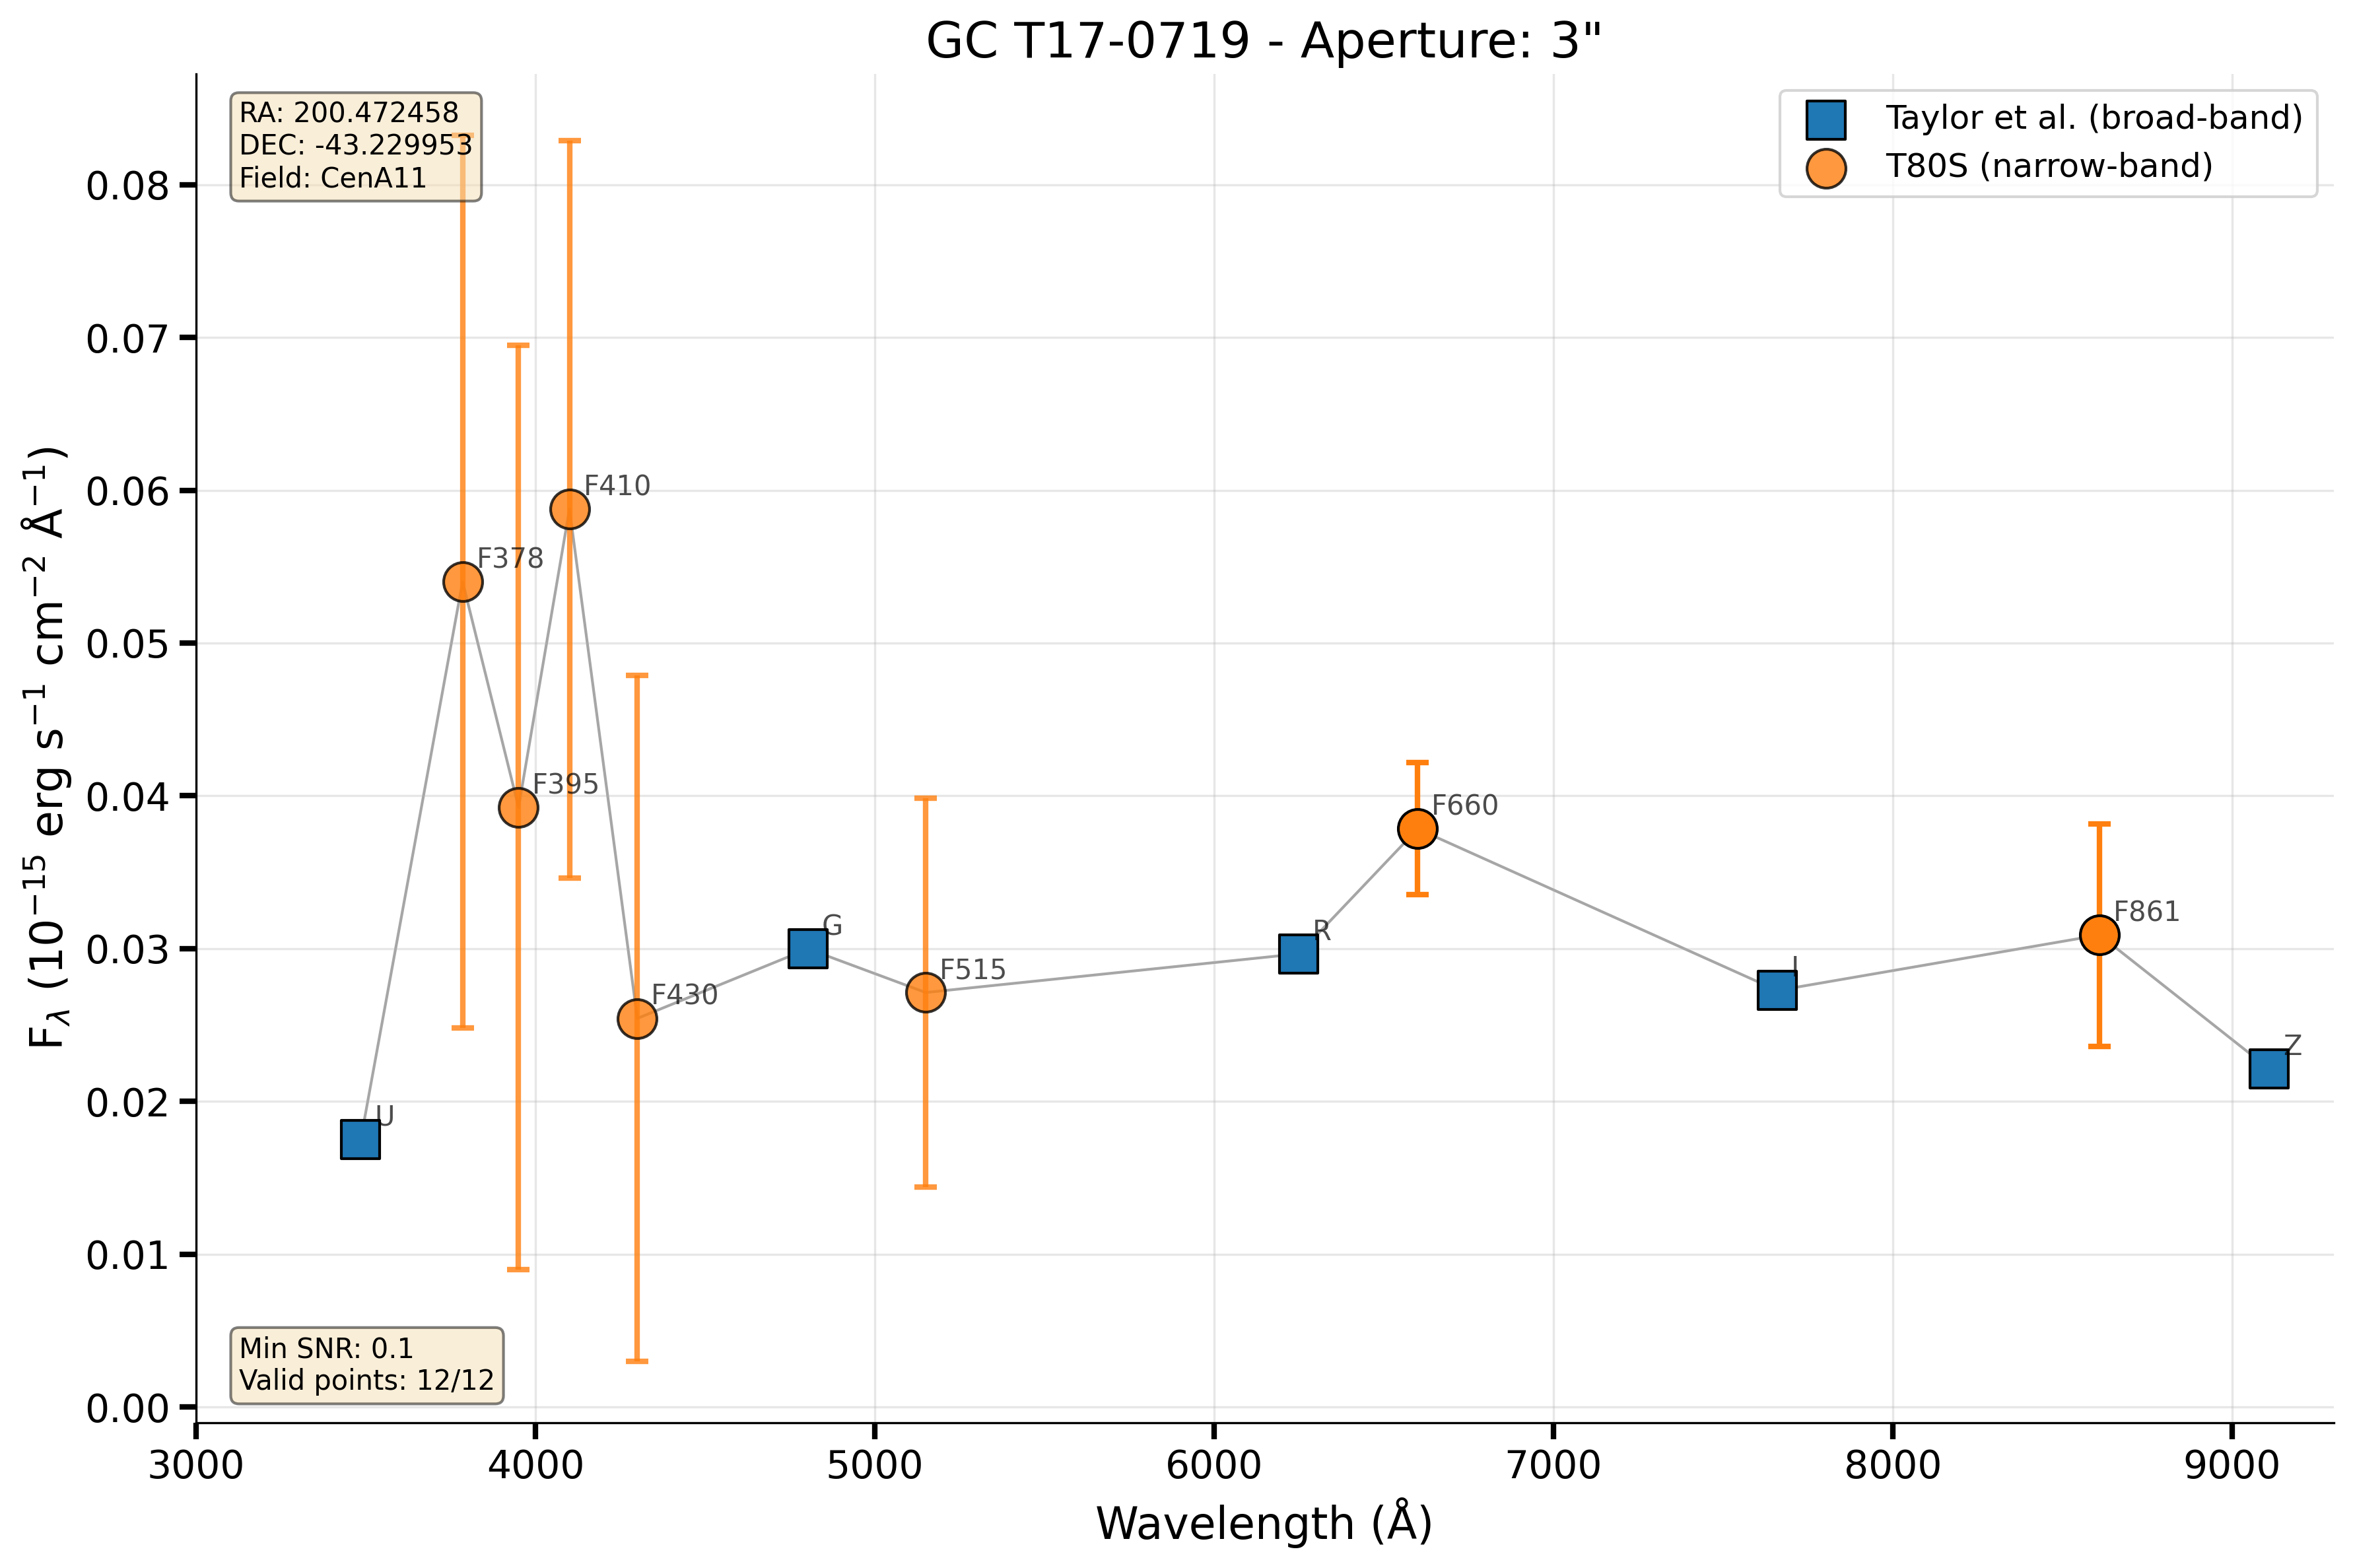 GC T17-0719 - Aperture: 3"
RA: 200.472458
DEC: -43.229953
Field: CenA11
Taylor et al. (broad-band)
T80S (narrow-band)
F$_\lambda$ (10$^{-15}$ erg s$^{-1}$ cm$^{-2}$ Å$^{-1}$)
0.08
0.07
0.06
0.05
0.04
0.03
0.02
0.01
0.00
F410
F378
F395
F660
G
R
F861
F515
I
F430
Z
U
Min SNR: 0.1
Valid points: 12/12
3000 4000 5000 6000 7000 8000 9000
Wavelength (Å)